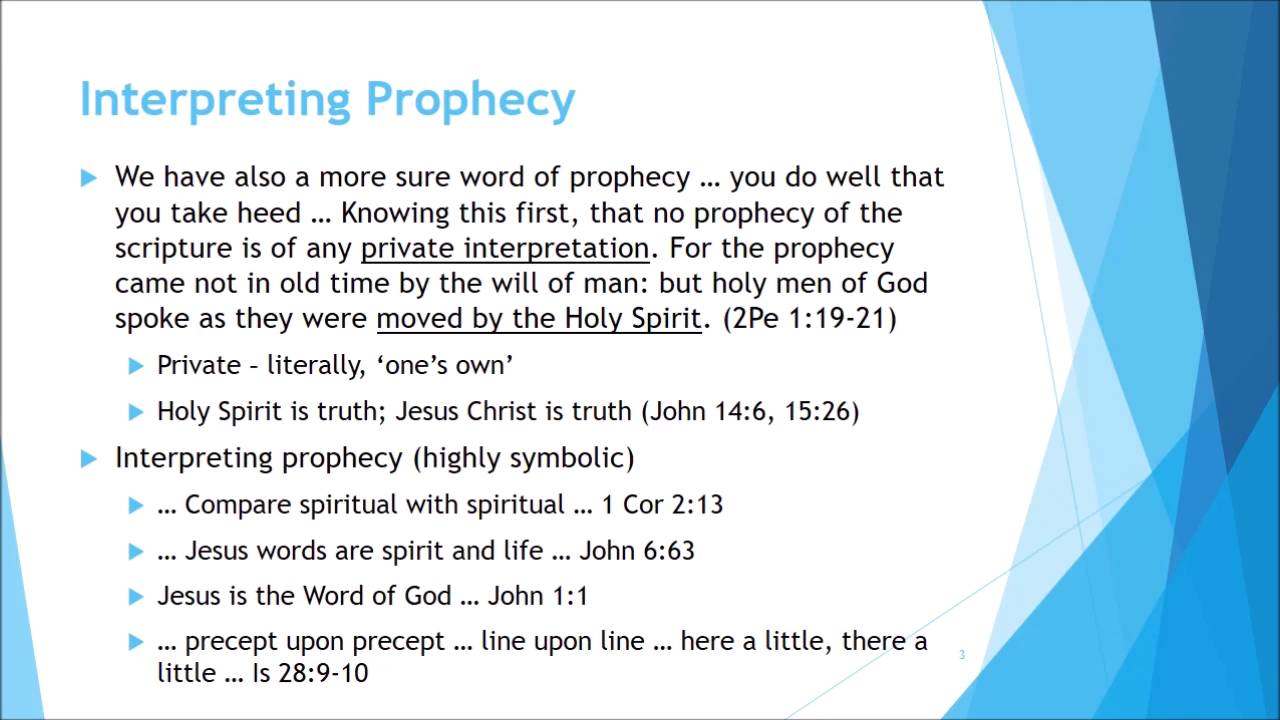 Interpreting Prophecy
We have also a more sure word of prophecy … you do well that
you take heed … Knowing this first, that no prophecy of the
scripture is of any private interpretation. For the prophecy
came not in old time by the will of man: but holy men of God
spoke as they were moved by the Holy Spirit. (2Pe 1:19-21)
Private – literally, ‘one’s own’
Holy Spirit is truth; Jesus Christ is truth (John 14:6, 15:26)
Interpreting prophecy (highly symbolic)
… Compare spiritual with spiritual … 1 Cor 2:13
… Jesus words are spirit and life … John 6:63
Jesus is the Word of God … John 1:1
… precept upon precept … line upon line … here a little, there a
little … Is 28:9-10
3